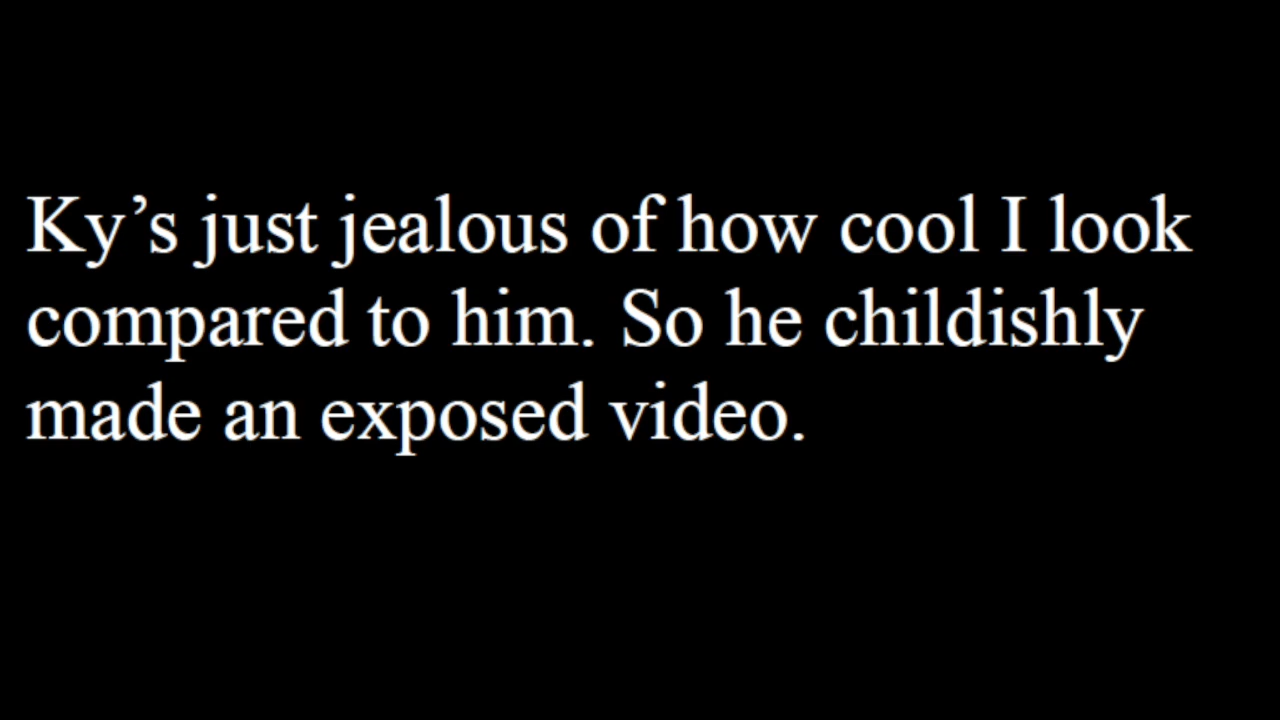 Ky’s just jealous of how cool I look
compared to him. So he childishly
made an exposed video.